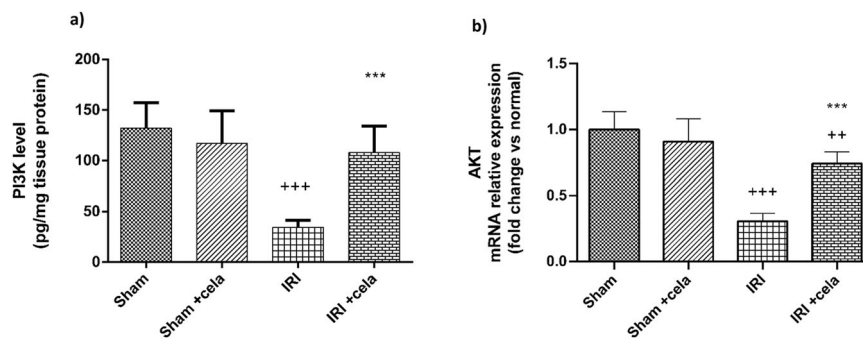 a)
PI3K level
(pg/mg tissue protein)
200
150
100
50
0
+++
***
Sham
Sham +cela
IRI
IRI +cela
b)
AKT
mRNA relative expression
(fold change vs normal)
1.5
1.0
0.5
0.0
+++
***
++
Sham
Sham +cela
IRI
IRI +cela